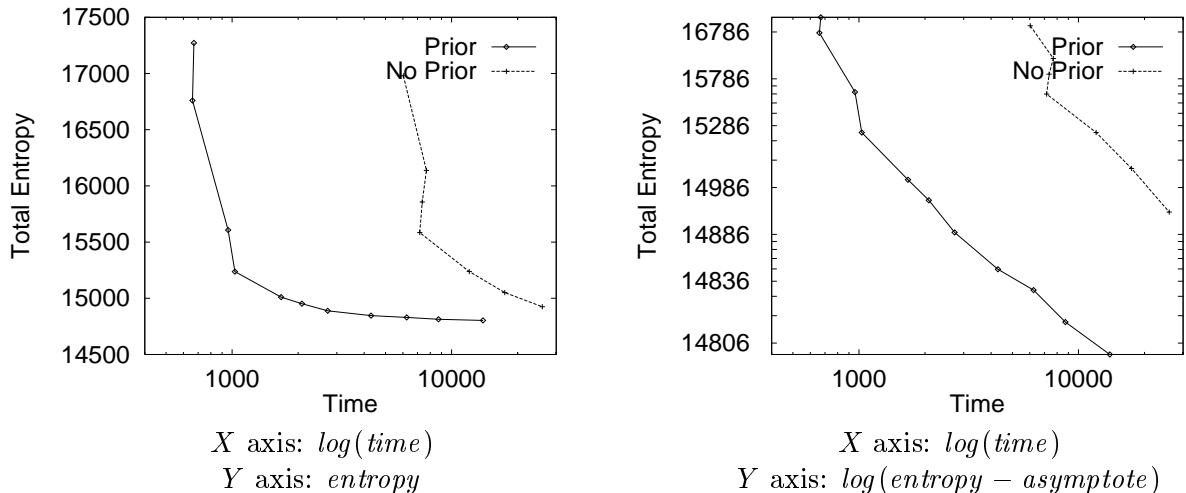 17500
17000
16500
16000
15500
15000
14500
Total Entropy
Prior
No Prior
1000
10000
Time
X axis: log(time)
Y axis: entropy
16786
15786
15286
14986
14886
14836
14806
Total Entropy
Prior
No Prior
1000
10000
Time
X axis: log(time)
Y axis: log(entropy − asymptote)